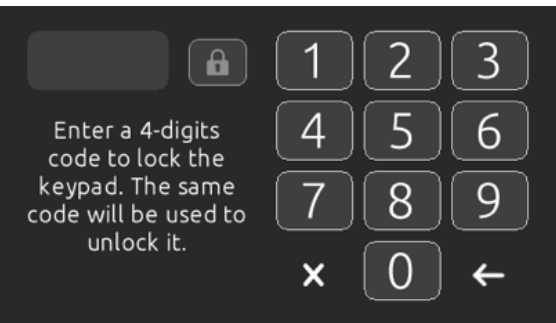 1 2 3
Enter a 4-digits
code to lock the
keypad. The same
code will be used to
unlock it.
4 5 6
7 8 9
0